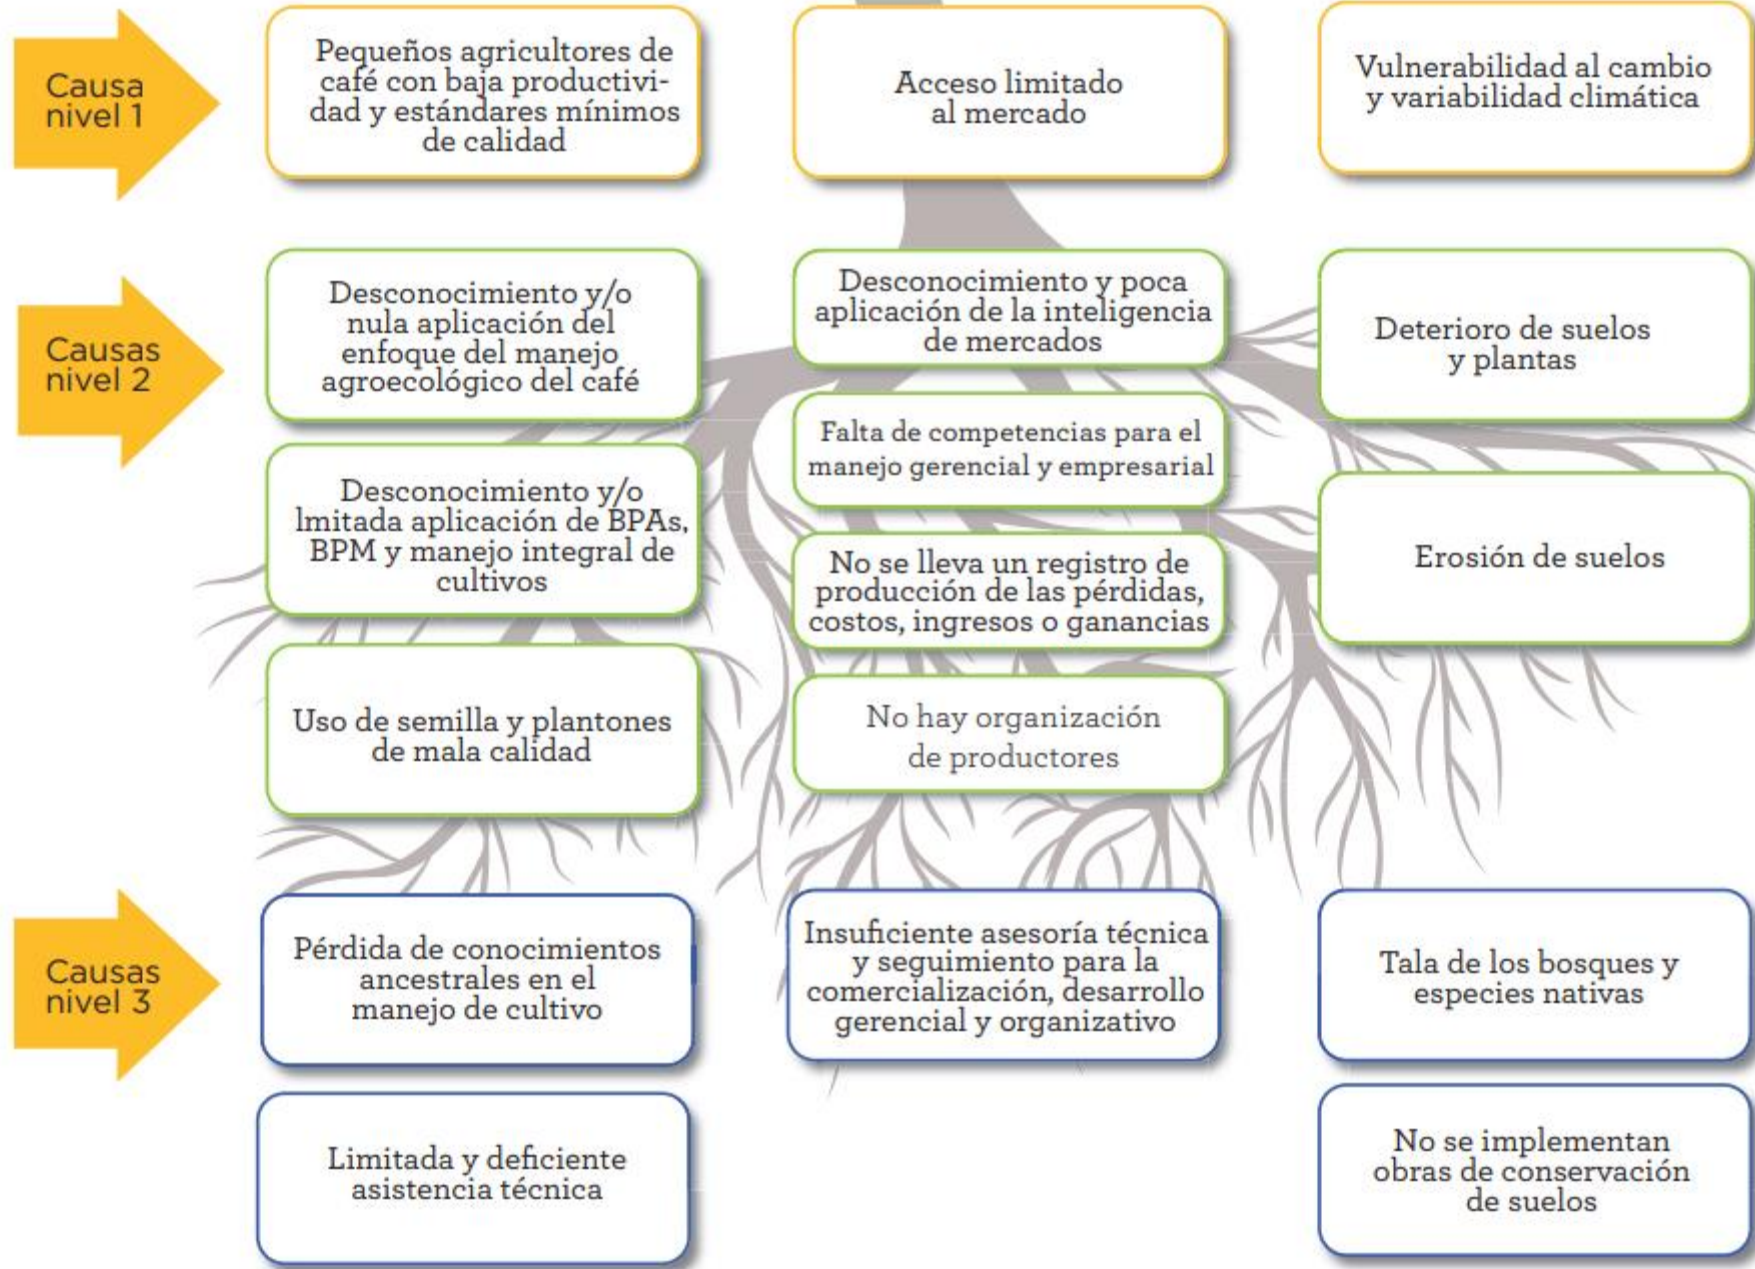 Causa
nivel 1
Pequeños agricultores de
café con baja productivi-
dad y estándares mínimos
de calidad
Acceso limitado
al mercado
Vulnerabilidad al cambio
y variabilidad climática
Causas
nivel 2
Desconocimiento y/o
nula aplicación del
enfoque del manejo
agroecológico del café
Desconocimiento y/o
lmitada aplicación de BPAs,
BPM y manejo integral de
cultivos
Uso de semilla y plantones
de mala calidad
Desconocimiento y poca
aplicación de la inteligencia
de mercados
Falta de competencias para el
manejo gerencial y empresarial
No se lleva un registro de
producción de las pérdidas,
costos, ingresos o ganancias
No hay organización
de productores
Deterioro de suelos
y plantas
Erosión de suelos
Causas
nivel 3
Pérdida de conocimientos
ancestrales en el
manejo de cultivo
Limitada y deficiente
asistencia técnica
Insuficiente asesoría técnica
y seguimiento para la
comercialización, desarrollo
gerencial y organizativo
Tala de los bosques y
especies nativas
No se implementan
obras de conservación
de suelos